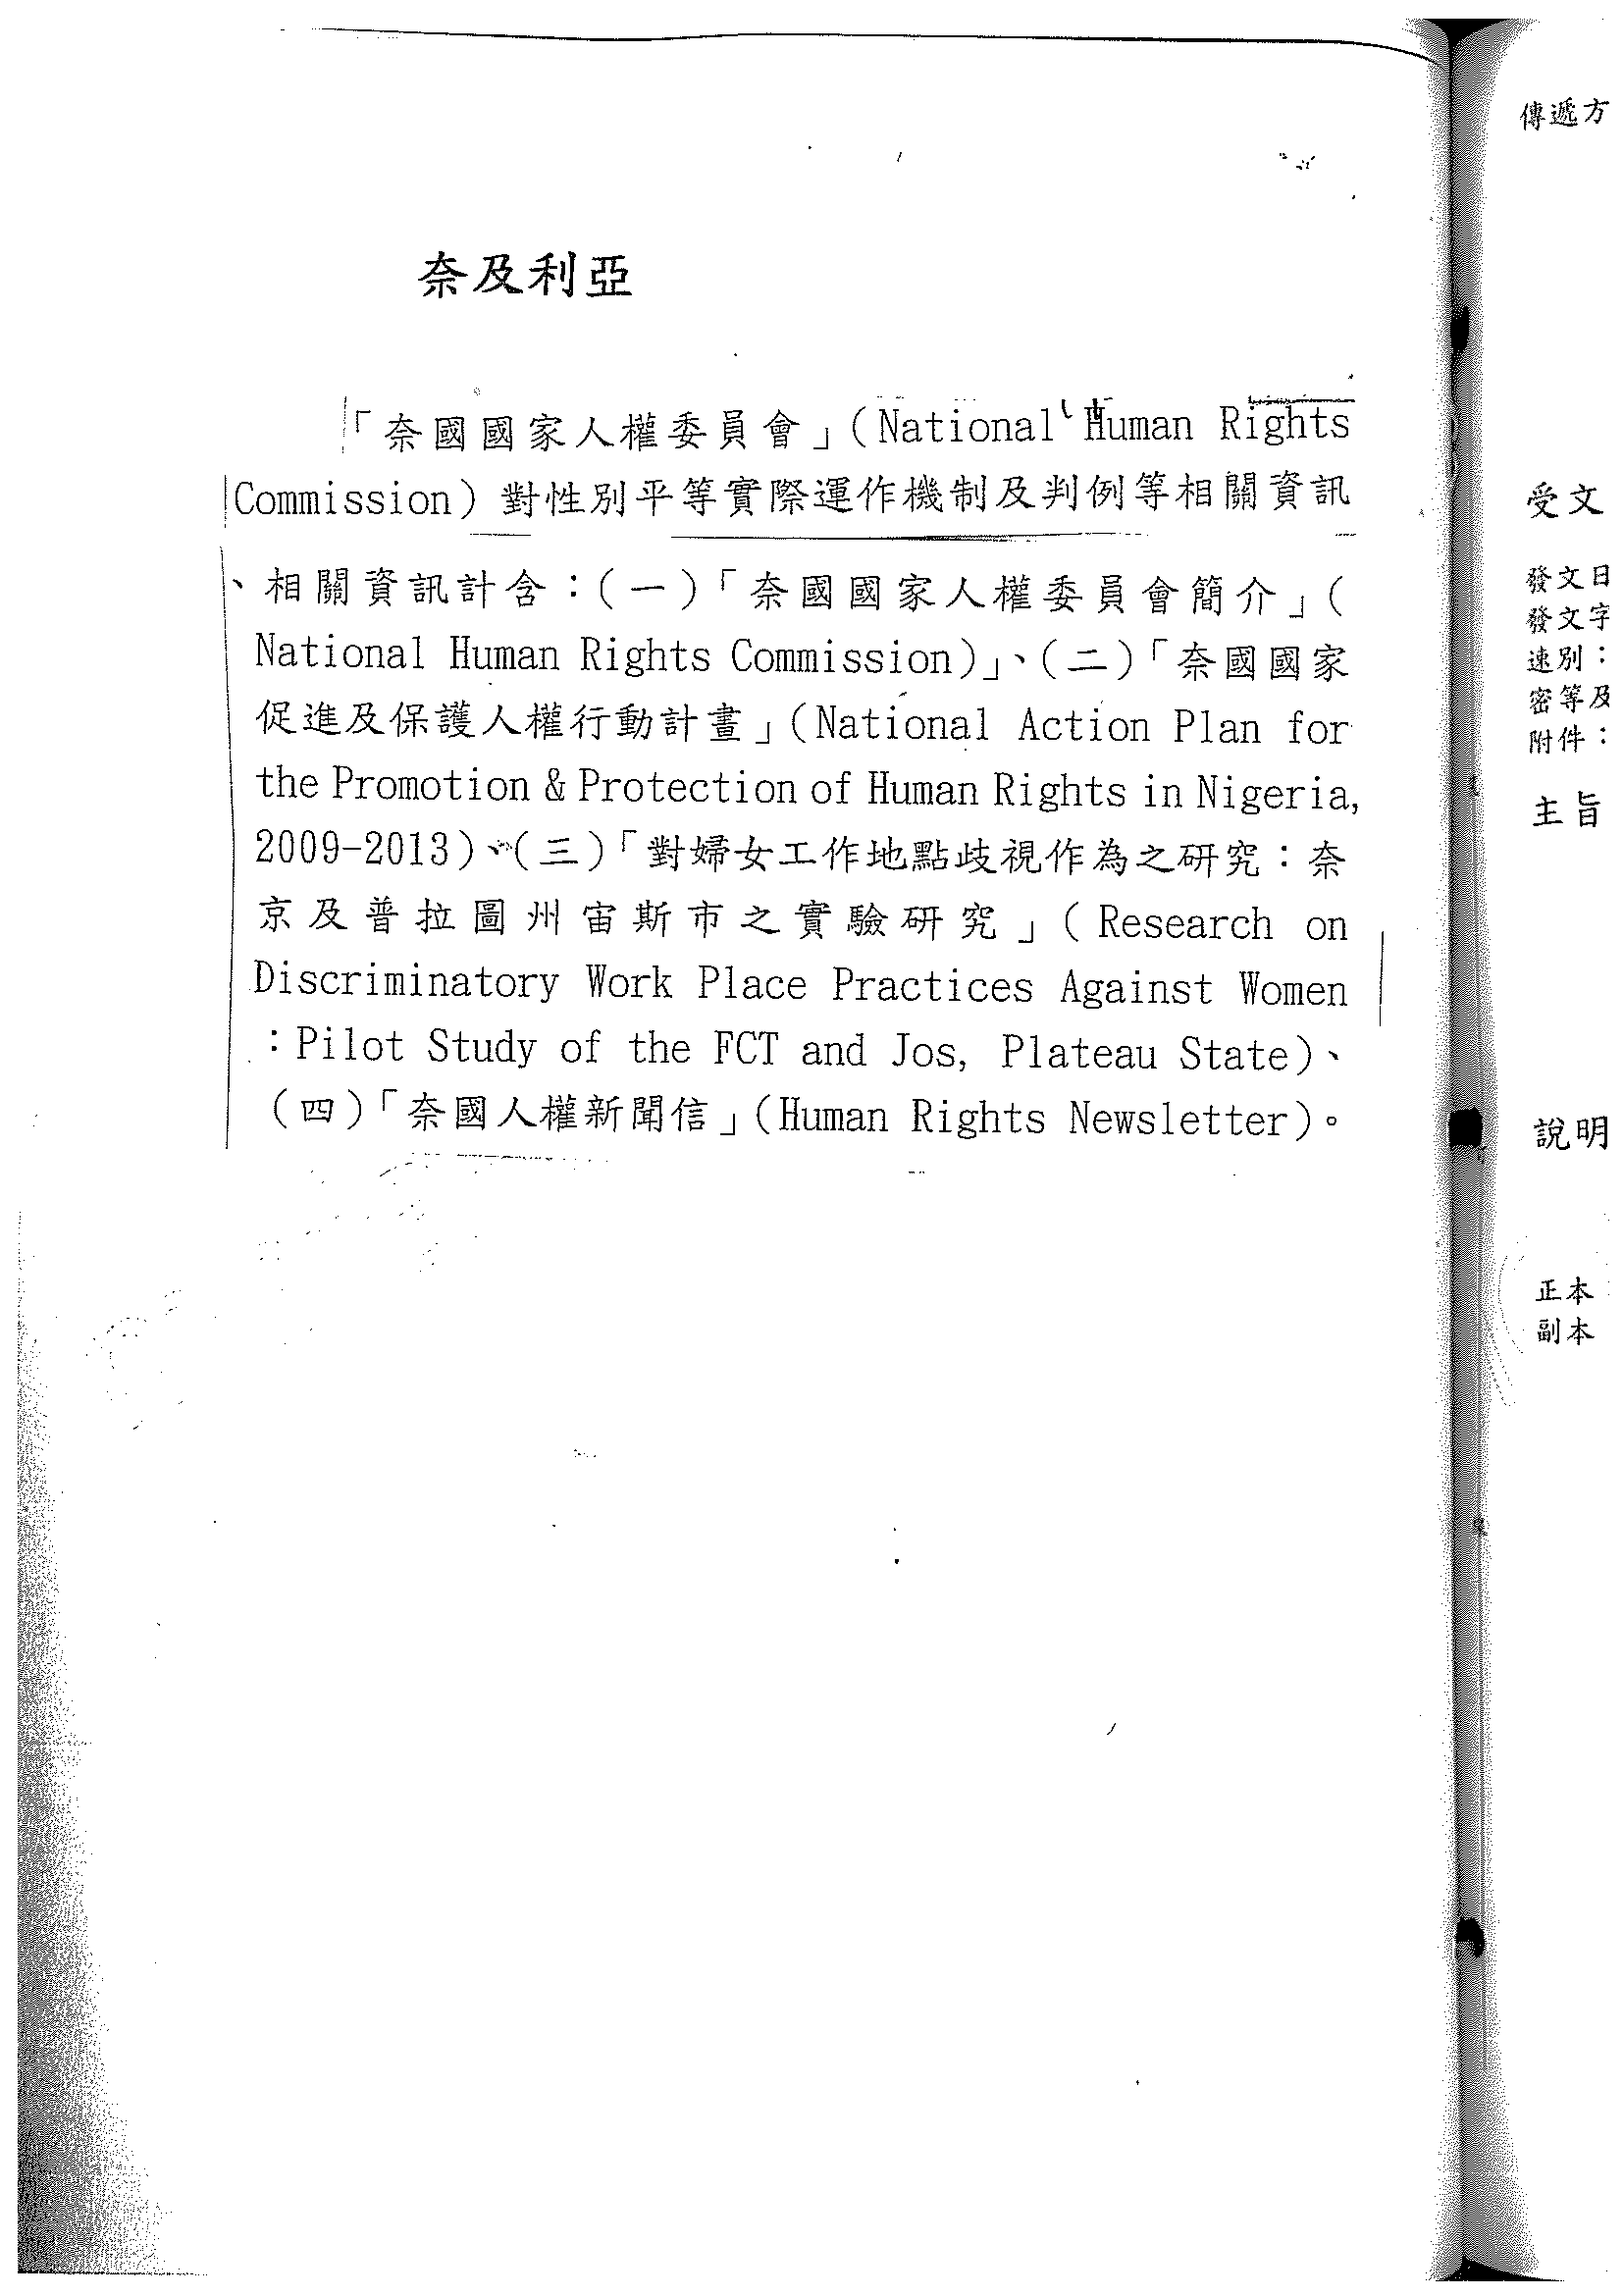 奈及利亞
「奈國國家人權委員會」(National Human Rights
Commission) 對性別平等實際運作機制及判例等相關資訊
、相關資訊計含：(一)「奈國國家人權委員會簡介」(
National Human Rights Commission)」、(二)「奈國國家
促進及保護人權行動計畫」(National Action Plan for
the Promotion & Protection of Human Rights in Nigeria,
2009-2013)、(三)「對婦女工作地點歧視作為之研究：奈
京及普拉圖州宙斯市之實驗研究」(Research on
Discriminatory Work Place Practices Against Women
：Pilot Study of the FCT and Jos, Plateau State)、
(四)「奈國人權新聞信」(Human Rights Newsletter)。
傳遞方
受文
發文日
發文字
速別：
密等及
附件：
主旨
說明
正本
副本